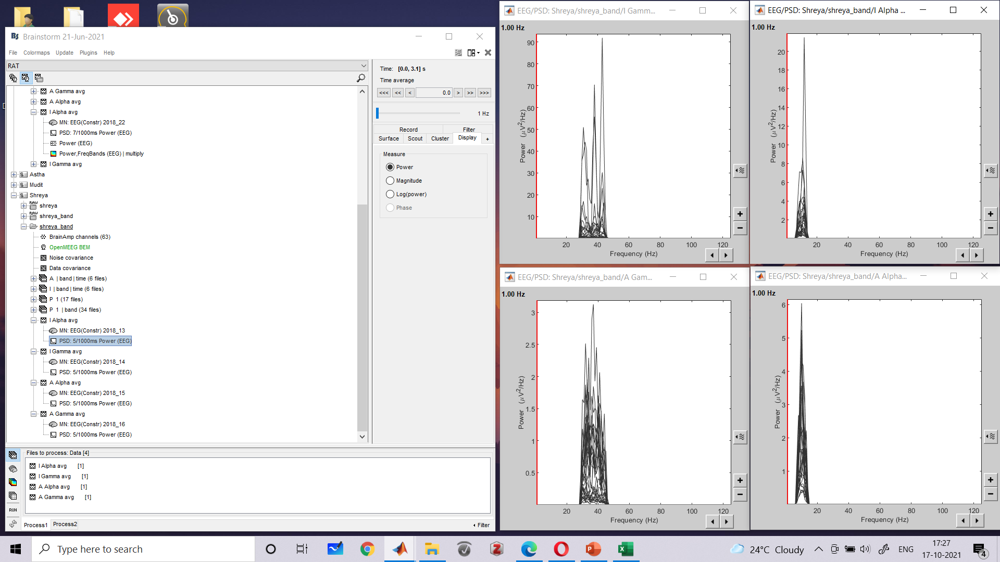 Brainstorm 21-Jun-2021
File Colormaps Update Plugins Help
RAT
A Gamma avg
A Alpha avg
I Alpha avg
MN: EEG(Constr) 2018_22
PSD: 7/1000ms Power (EEG)
Power (EEG)
Power,FreqBands (EEG) | multiply
I Gamma avg
Astha
Mudit
Shreya
RAW shreya
RAW shreya_band
shreya_band
BrainAmp channels (63)
OpenMEEG BEM
Noise covariance
Data covariance
A | band | time (6 files)
I | band | time (6 files)
P 1 (17 files)
P 1 | band (34 files)
I Alpha avg
MN: EEG(Constr) 2018_13
PSD: 5/1000ms Power (EEG)
I Gamma avg
MN: EEG(Constr) 2018_14
PSD: 5/1000ms Power (EEG)
A Alpha avg
MN: EEG(Constr) 2018_15
PSD: 5/1000ms Power (EEG)
A Gamma avg
MN: EEG(Constr) 2018_16
PSD: 5/1000ms Power (EEG)
Time: [0.0, 3.1] s
Time average
<<< << < 0.0 > >> >>>
1 Hz
Record Filter
Surface Scout Cluster Display +
Measure
Power
Magnitude
Log(power)
Phase
Files to process: Data [4]
I Alpha avg [1]
I Gamma avg [1]
A Alpha avg [1]
A Gamma avg [1]
RUN
Process1 Process2
Filter
EEG/PSD: Shreya/shreya_band/I Gamm...
1.00 Hz
90
80
70
60
50
40
30
20
10
Power (μV²/Hz)
20 40 60 80 100 120
Frequency (Hz)
EEG/PSD: Shreya/shreya_band/I Alpha ...
1.00 Hz
20
18
16
14
12
10
8
6
4
2
Power (μV²/Hz)
20 40 60 80 100 120
Frequency (Hz)
EEG/PSD: Shreya/shreya_band/A Gam...
1.00 Hz
3
2.5
2
1.5
1
0.5
Power (μV²/Hz)
20 40 60 80 100 120
Frequency (Hz)
EEG/PSD: Shreya/shreya_band/A Alpha...
1.00 Hz
6
5
4
3
2
1
Power (μV²/Hz)
20 40 60 80 100 120
Frequency (Hz)
Type here to search
24°C Cloudy
ENG
17:27
17-10-2021
4